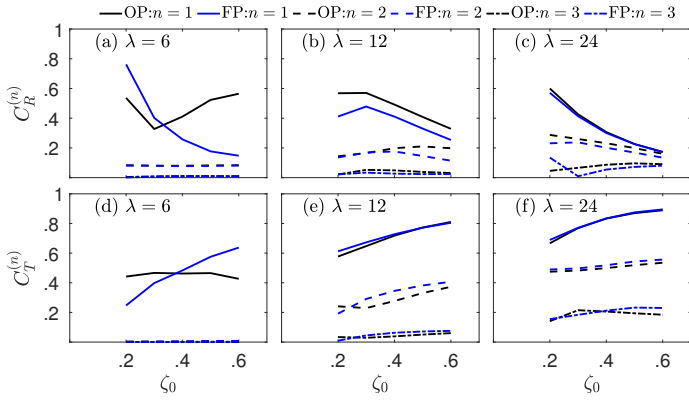 OP:n = 1 FP:n = 1 OP:n = 2 FP:n = 2 OP:n = 3 FP:n = 3
1 (a) λ = 6 (b) λ = 12 (c) λ = 24
.8
.6
.4
.2
C_R^(n)
1 (d) λ = 6 (e) λ = 12 (f) λ = 24
.8
.6
.4
.2
C_T^(n)
.2 .4 .6 .2 .4 .6 .2 .4 .6
ζ₀ ζ₀ ζ₀